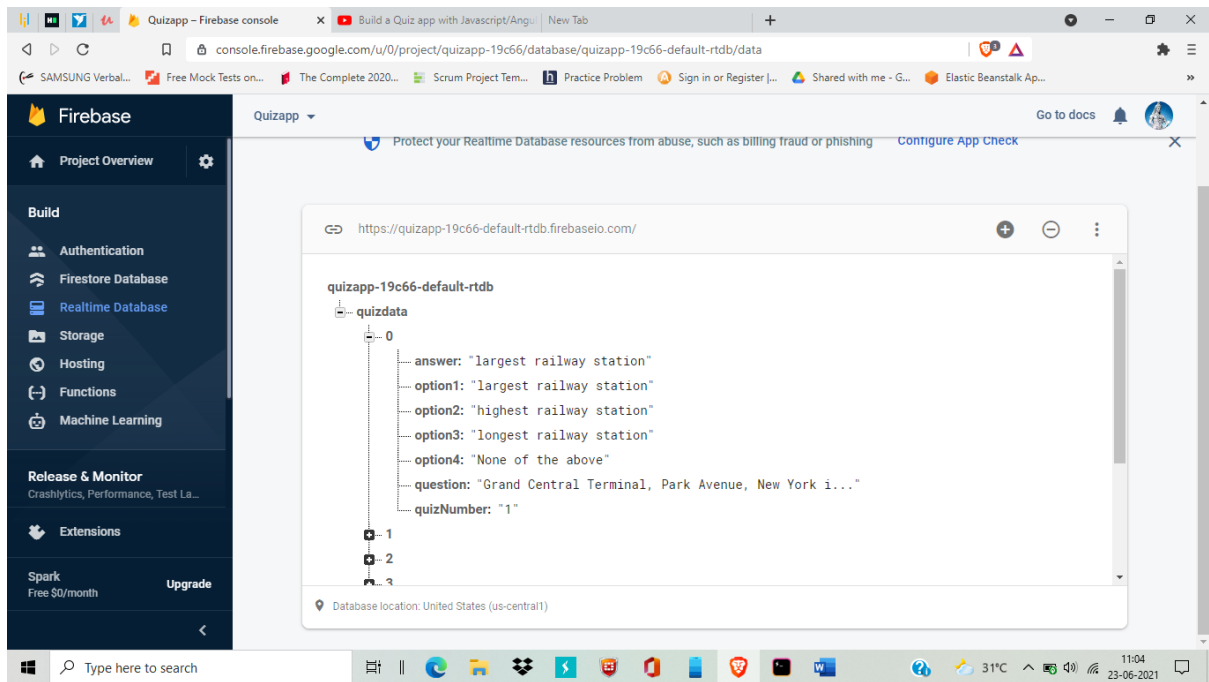 Quizapp – Firebase console
Build a Quiz app with Javascript/Angu
New Tab
console.firebase.google.com/u/0/project/quizapp-19c66/database/quizapp-19c66-default-rtdb/data
SAMSUNG Verbal... Free Mock Tests on... The Complete 2020... Scrum Project Tem... Practice Problem Sign in or Register |... Shared with me - G... Elastic Beanstalk Ap...
Firebase
Quizapp
Go to docs
Protect your Realtime Database resources from abuse, such as billing fraud or phishing Configure App Check
Project Overview
Build
Authentication
Firestore Database
Realtime Database
Storage
Hosting
Functions
Machine Learning
Release & Monitor
Crashlytics, Performance, Test La...
Extensions
Spark
Free $0/month
Upgrade
https://quizapp-19c66-default-rtdb.firebaseio.com/
quizapp-19c66-default-rtdb
quizdata
0
answer: "largest railway station"
option1: "largest railway station"
option2: "highest railway station"
option3: "longest railway station"
option4: "None of the above"
question: "Grand Central Terminal, Park Avenue, New York i..."
quizNumber: "1"
1
2
3
Database location: United States (us-central1)
Type here to search
31°C
11:04
23-06-2021